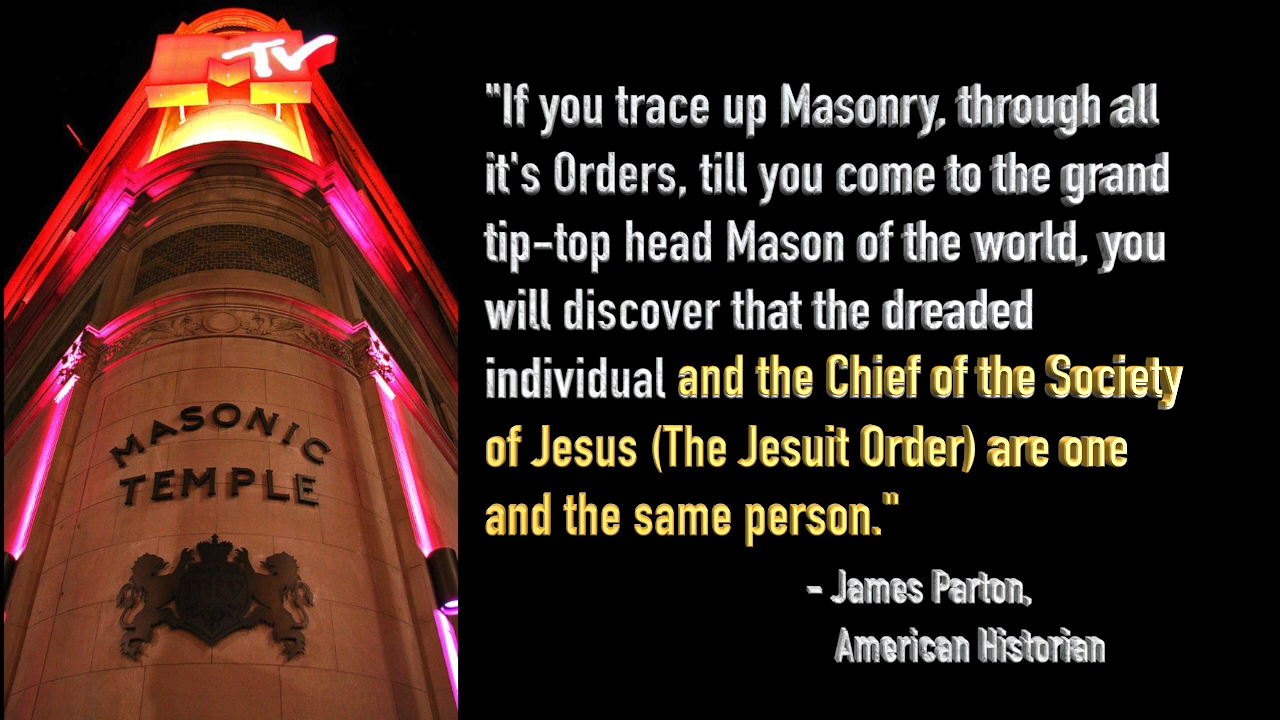 TV
MASONIC
TEMPLE
"If you trace up Masonry, through all
it's Orders, till you come to the grand
tip-top head Mason of the world, you
will discover that the dreaded
individual and the Chief of the Society
of Jesus (The Jesuit Order) are one
and the same person."
- James Parton,
American Historian